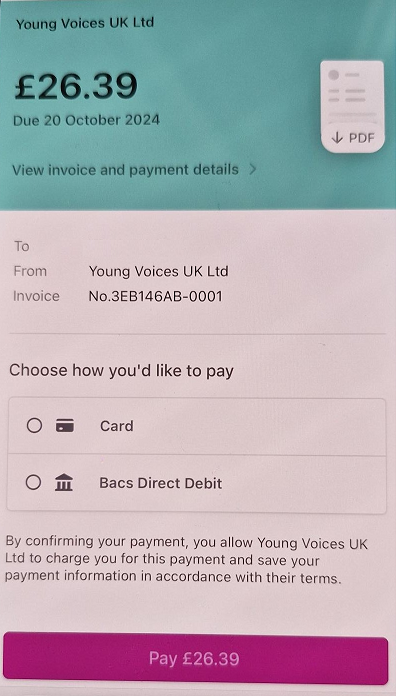 Young Voices UK Ltd
£26.39
Due 20 October 2024
PDF
View invoice and payment details
To
From Young Voices UK Ltd
Invoice No.3EB146AB-0001
Choose how you'd like to pay
Card
Bacs Direct Debit
By confirming your payment, you allow Young Voices UK
Ltd to charge you for this payment and save your
payment information in accordance with their terms.
Pay £26.39